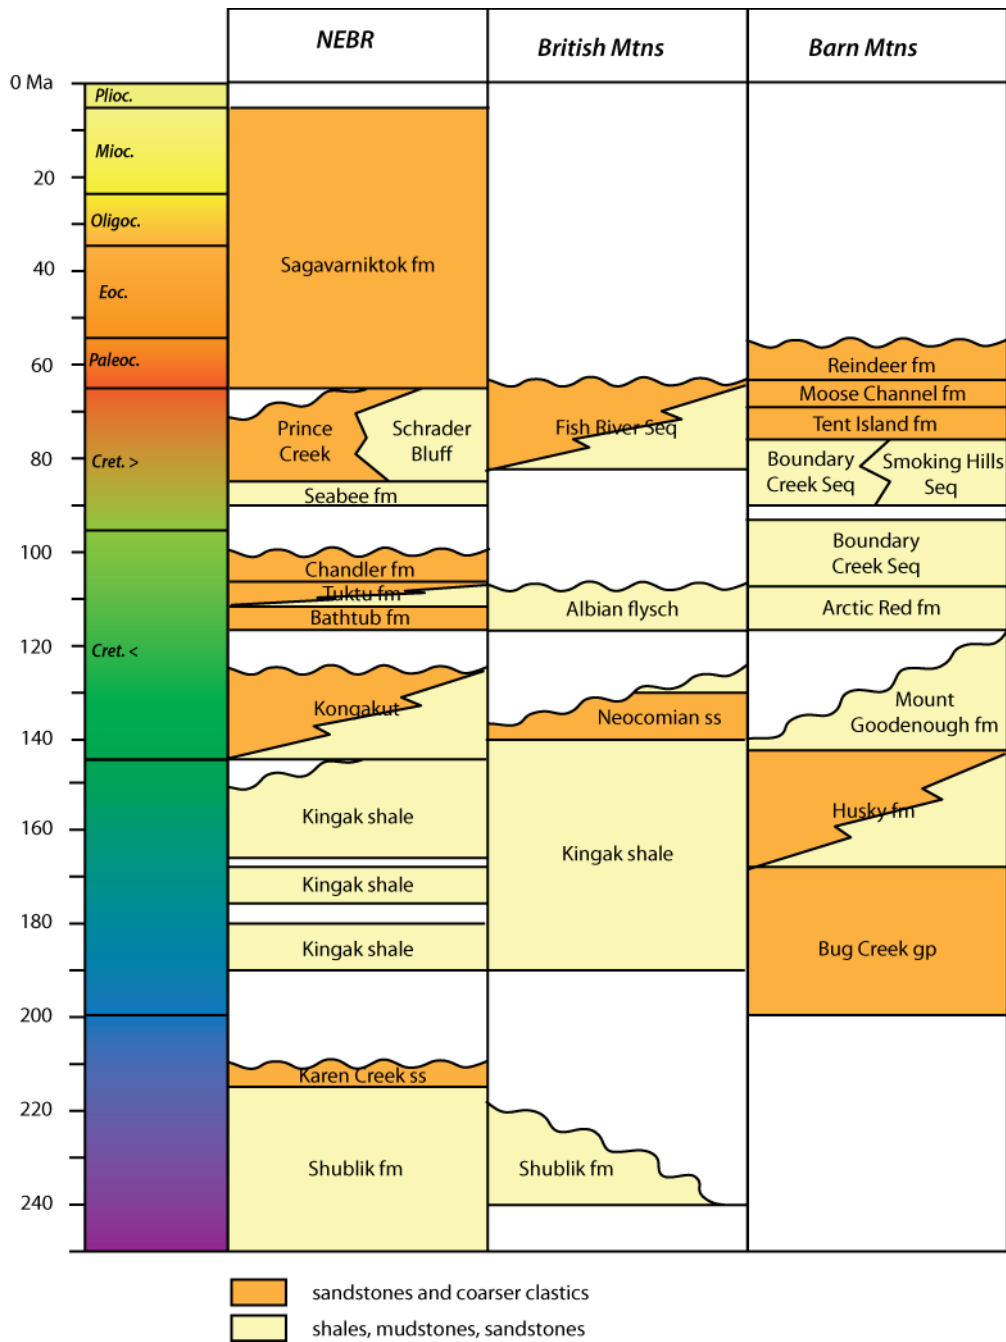 NEBR
British Mtns
Barn Mtns
0 Ma
Plioc.
Mioc.
20
Oligoc.
40
Sagavarniktok fm
Eoc.
Paleoc.
60
Reindeer fm
Moose Channel fm
Tent Island fm
Prince
Creek
Schrader
Bluff
Fish River Seq
Cret. >
80
Boundary
Creek Seq
Smoking Hills
Seq
Seabee fm
100
Boundary
Creek Seq
Chandler fm
Tuktu fm
Bathtub fm
Albian flysch
Arctic Red fm
120
Cret. <
Kongakut
Neocomian ss
Mount
Goodenough fm
140
160
Kingak shale
Husky fm
Kingak shale
Kingak shale
180
Kingak shale
Bug Creek gp
200
Karen Creek ss
220
Shublik fm
Shublik fm
240
sandstones and coarser clastics
shales, mudstones, sandstones